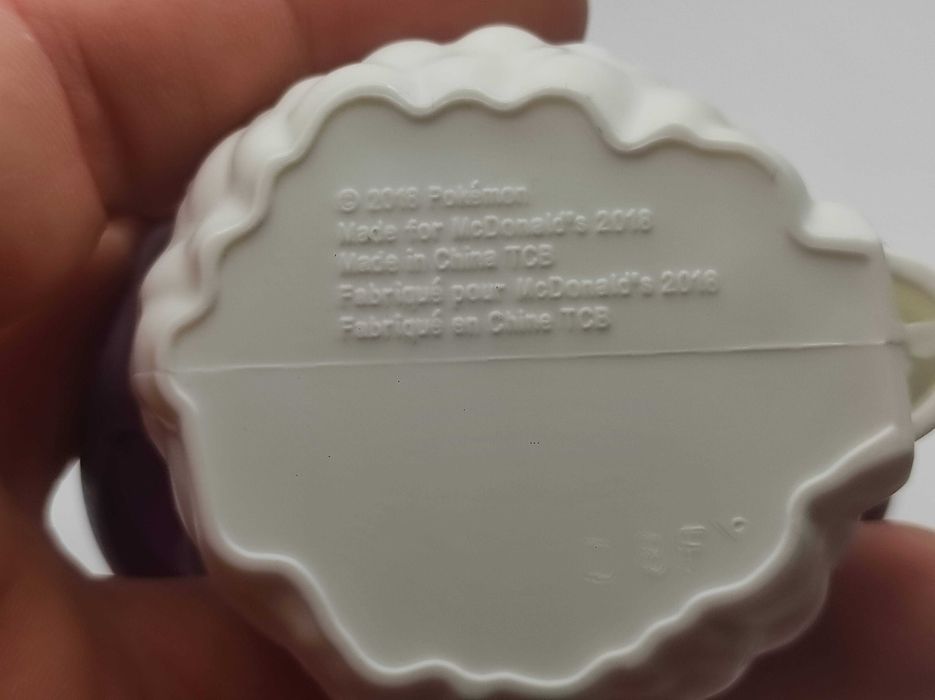 © 2018 Pokémon
Made for McDonald's 2018
Made in China TCB
Fabriqué pour McDonald's 2018
Fabriqué en Chine TCB